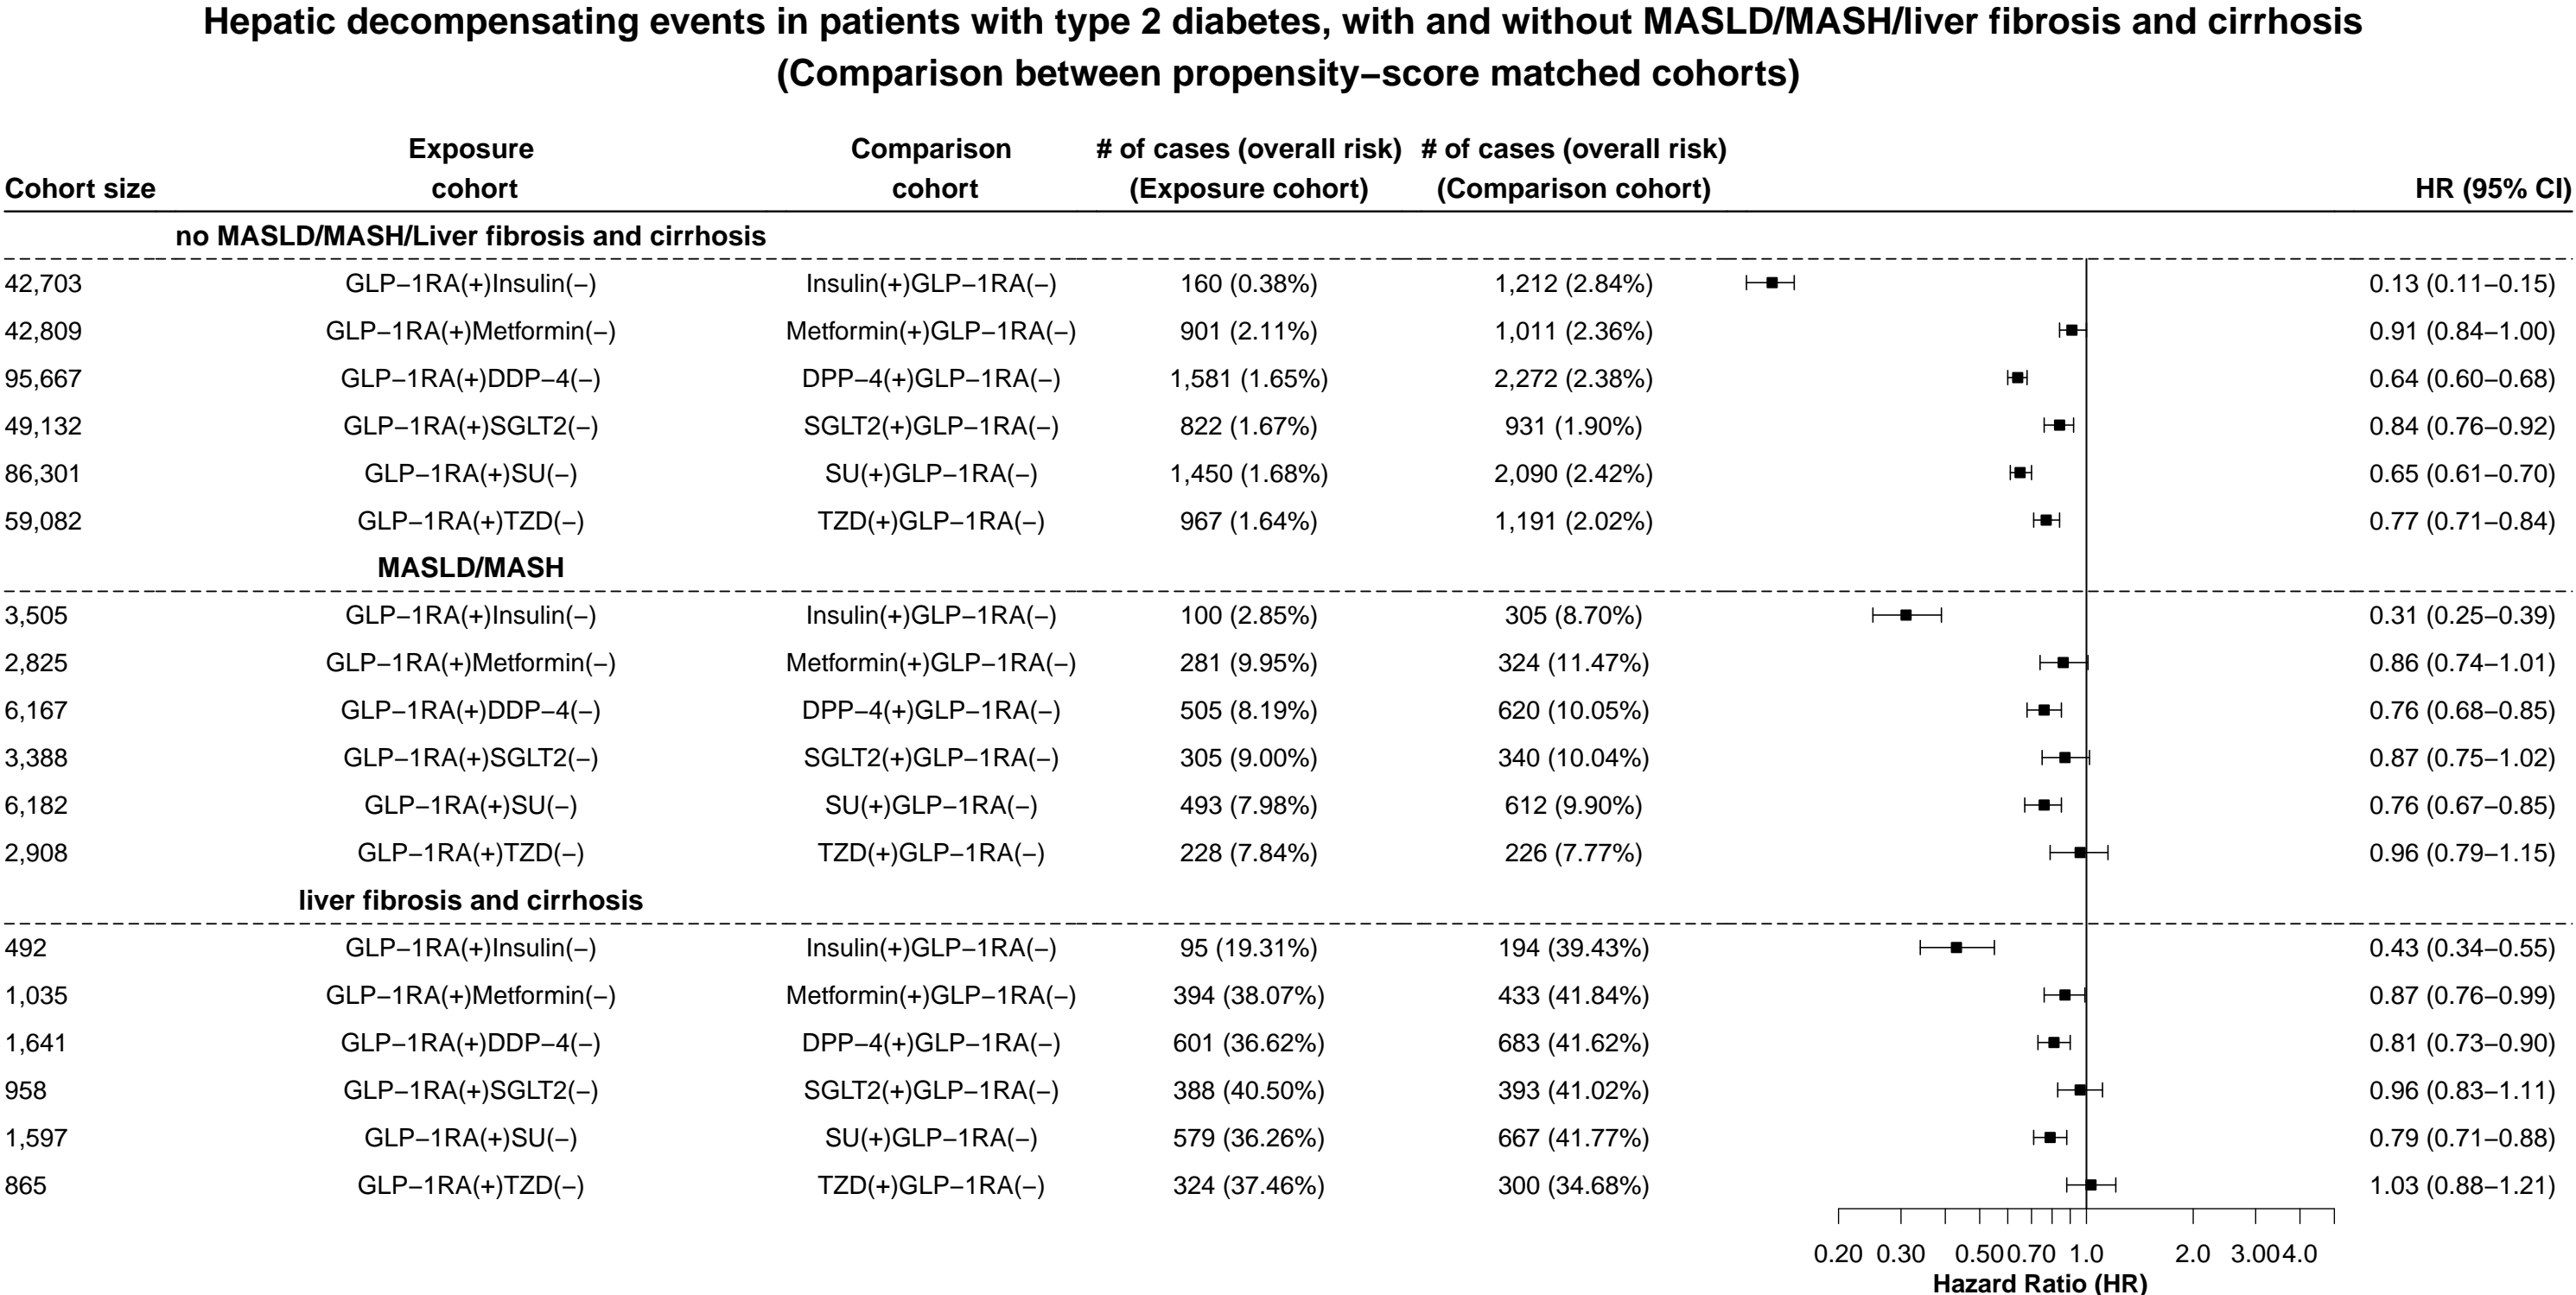 Hepatic decompensating events in patients with type 2 diabetes, with and without MASLD/MASH/liver fibrosis and cirrhosis
(Comparison between propensity−score matched cohorts)
Exposure Comparison # of cases (overall risk) # of cases (overall risk)
Cohort size cohort cohort (Exposure cohort) (Comparison cohort) HR (95% CI)
no MASLD/MASH/Liver fibrosis and cirrhosis
42,703 GLP−1RA(+)Insulin(−) Insulin(+)GLP−1RA(−) 160 (0.38%) 1,212 (2.84%) 0.13 (0.11−0.15)
42,809 GLP−1RA(+)Metformin(−) Metformin(+)GLP−1RA(−) 901 (2.11%) 1,011 (2.36%) 0.91 (0.84−1.00)
95,667 GLP−1RA(+)DDP−4(−) DPP−4(+)GLP−1RA(−) 1,581 (1.65%) 2,272 (2.38%) 0.64 (0.60−0.68)
49,132 GLP−1RA(+)SGLT2(−) SGLT2(+)GLP−1RA(−) 822 (1.67%) 931 (1.90%) 0.84 (0.76−0.92)
86,301 GLP−1RA(+)SU(−) SU(+)GLP−1RA(−) 1,450 (1.68%) 2,090 (2.42%) 0.65 (0.61−0.70)
59,082 GLP−1RA(+)TZD(−) TZD(+)GLP−1RA(−) 967 (1.64%) 1,191 (2.02%) 0.77 (0.71−0.84)
MASLD/MASH
3,505 GLP−1RA(+)Insulin(−) Insulin(+)GLP−1RA(−) 100 (2.85%) 305 (8.70%) 0.31 (0.25−0.39)
2,825 GLP−1RA(+)Metformin(−) Metformin(+)GLP−1RA(−) 281 (9.95%) 324 (11.47%) 0.86 (0.74−1.01)
6,167 GLP−1RA(+)DDP−4(−) DPP−4(+)GLP−1RA(−) 505 (8.19%) 620 (10.05%) 0.76 (0.68−0.85)
3,388 GLP−1RA(+)SGLT2(−) SGLT2(+)GLP−1RA(−) 305 (9.00%) 340 (10.04%) 0.87 (0.75−1.02)
6,182 GLP−1RA(+)SU(−) SU(+)GLP−1RA(−) 493 (7.98%) 612 (9.90%) 0.76 (0.67−0.85)
2,908 GLP−1RA(+)TZD(−) TZD(+)GLP−1RA(−) 228 (7.84%) 226 (7.77%) 0.96 (0.79−1.15)
liver fibrosis and cirrhosis
492 GLP−1RA(+)Insulin(−) Insulin(+)GLP−1RA(−) 95 (19.31%) 194 (39.43%) 0.43 (0.34−0.55)
1,035 GLP−1RA(+)Metformin(−) Metformin(+)GLP−1RA(−) 394 (38.07%) 433 (41.84%) 0.87 (0.76−0.99)
1,641 GLP−1RA(+)DDP−4(−) DPP−4(+)GLP−1RA(−) 601 (36.62%) 683 (41.62%) 0.81 (0.73−0.90)
958 GLP−1RA(+)SGLT2(−) SGLT2(+)GLP−1RA(−) 388 (40.50%) 393 (41.02%) 0.96 (0.83−1.11)
1,597 GLP−1RA(+)SU(−) SU(+)GLP−1RA(−) 579 (36.26%) 667 (41.77%) 0.79 (0.71−0.88)
865 GLP−1RA(+)TZD(−) TZD(+)GLP−1RA(−) 324 (37.46%) 300 (34.68%) 1.03 (0.88−1.21)
0.20 0.30 0.50 0.70 1.0 2.0 3.00 4.0
Hazard Ratio (HR)